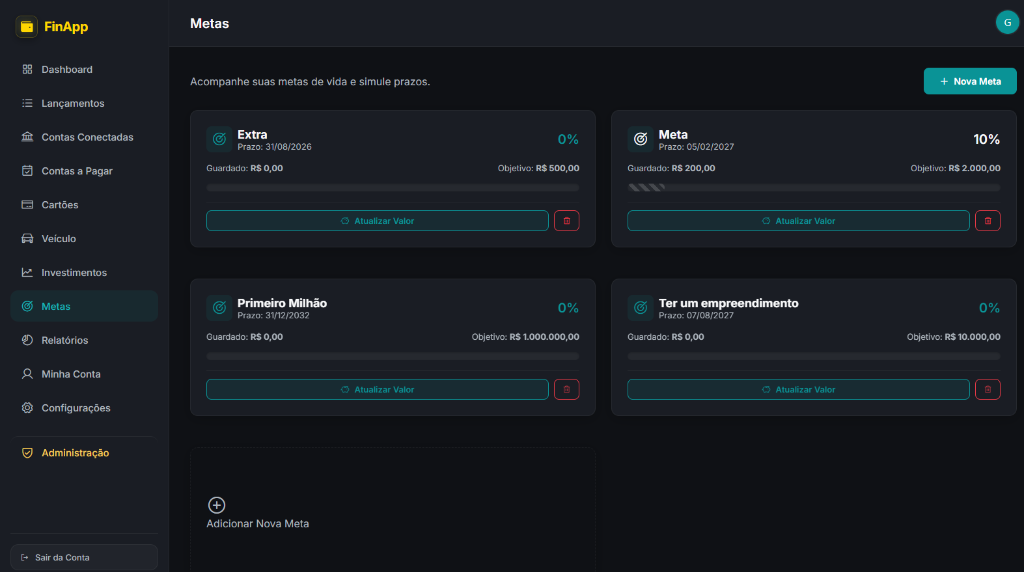 FinApp
Dashboard
Lançamentos
Contas Conectadas
Contas a Pagar
Cartões
Veículo
Investimentos
Metas
Relatórios
Minha Conta
Configurações
Administração
Sair da Conta
Metas
G
Acompanhe suas metas de vida e simule prazos.
+ Nova Meta
Extra
Prazo: 31/08/2026
0%
Guardado: R$ 0,00
Objetivo: R$ 500,00
Atualizar Valor
Meta
Prazo: 05/02/2027
10%
Guardado: R$ 200,00
Objetivo: R$ 2.000,00
Atualizar Valor
Primeiro Milhão
Prazo: 31/12/2032
0%
Guardado: R$ 0,00
Objetivo: R$ 1.000.000,00
Atualizar Valor
Ter um empreendimento
Prazo: 07/08/2027
0%
Guardado: R$ 0,00
Objetivo: R$ 10.000,00
Atualizar Valor
Adicionar Nova Meta